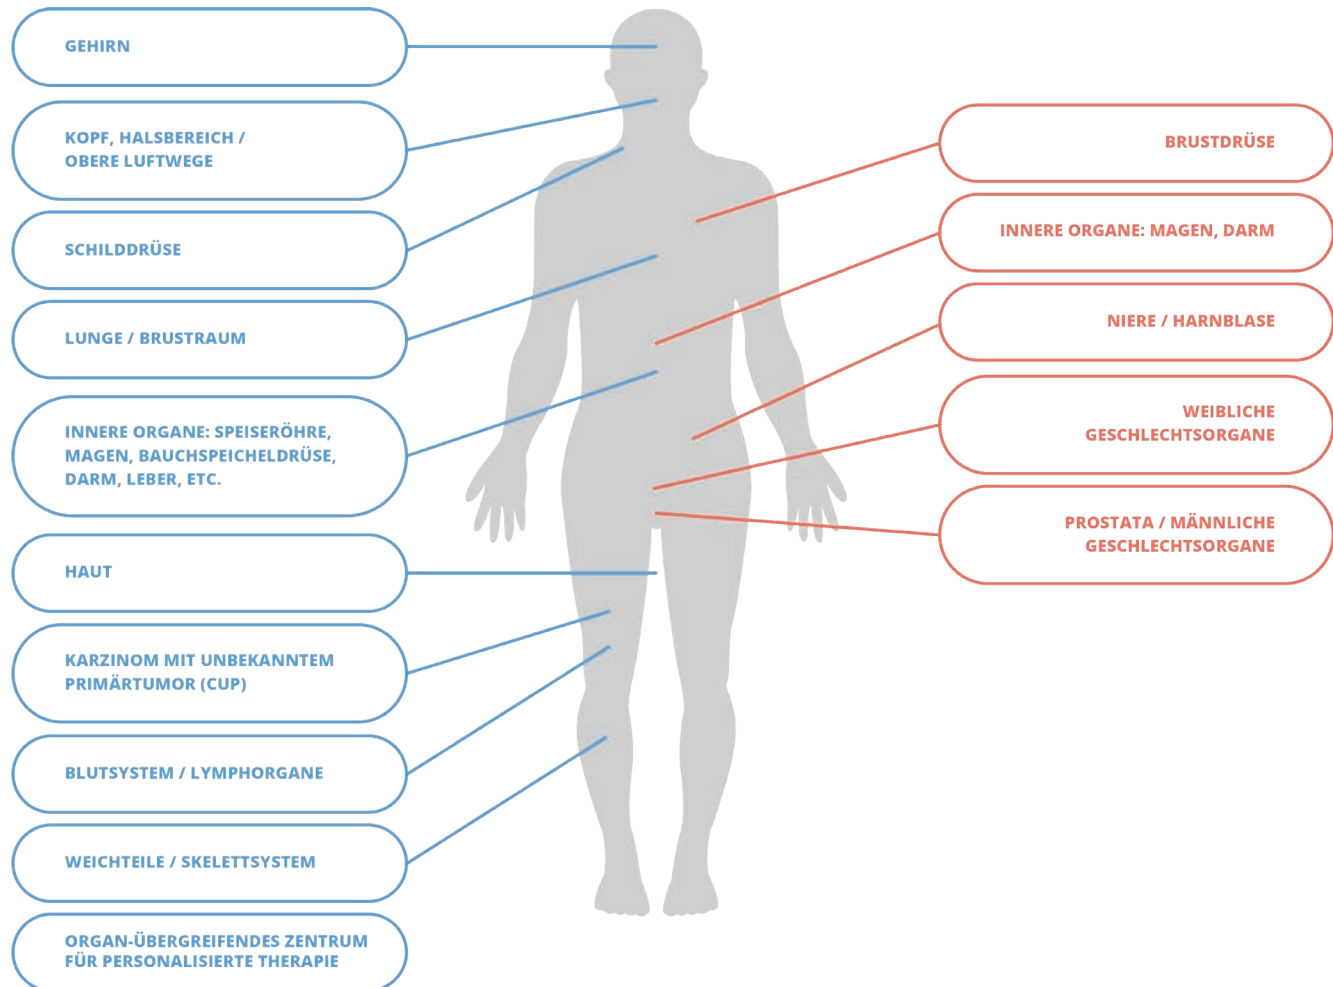 GEHIRN
KOPF, HALSBEREICH /
OBERE LUFTWEGE
SCHILDDRÜSE
LUNGE / BRUSTRAUM
INNERE ORGANE: SPEISERÖHRE,
MAGEN, BAUCHSPEICHELDRÜSE,
DARM, LEBER, ETC.
HAUT
KARZINOM MIT UNBEKANNTEM
PRIMÄRTUMOR (CUP)
BLUTSYSTEM / LYMPHORGANE
WEICHTEILE / SKELETTSYSTEM
ORGAN-ÜBERGREIFENDES ZENTRUM
FÜR PERSONALISIERTE THERAPIE
BRUSTDRÜSE
INNERE ORGANE: MAGEN, DARM
NIERE / HARNBLASE
WEIBLICHE
GESCHLECHTSORGANE
PROSTATA / MÄNNLICHE
GESCHLECHTSORGANE